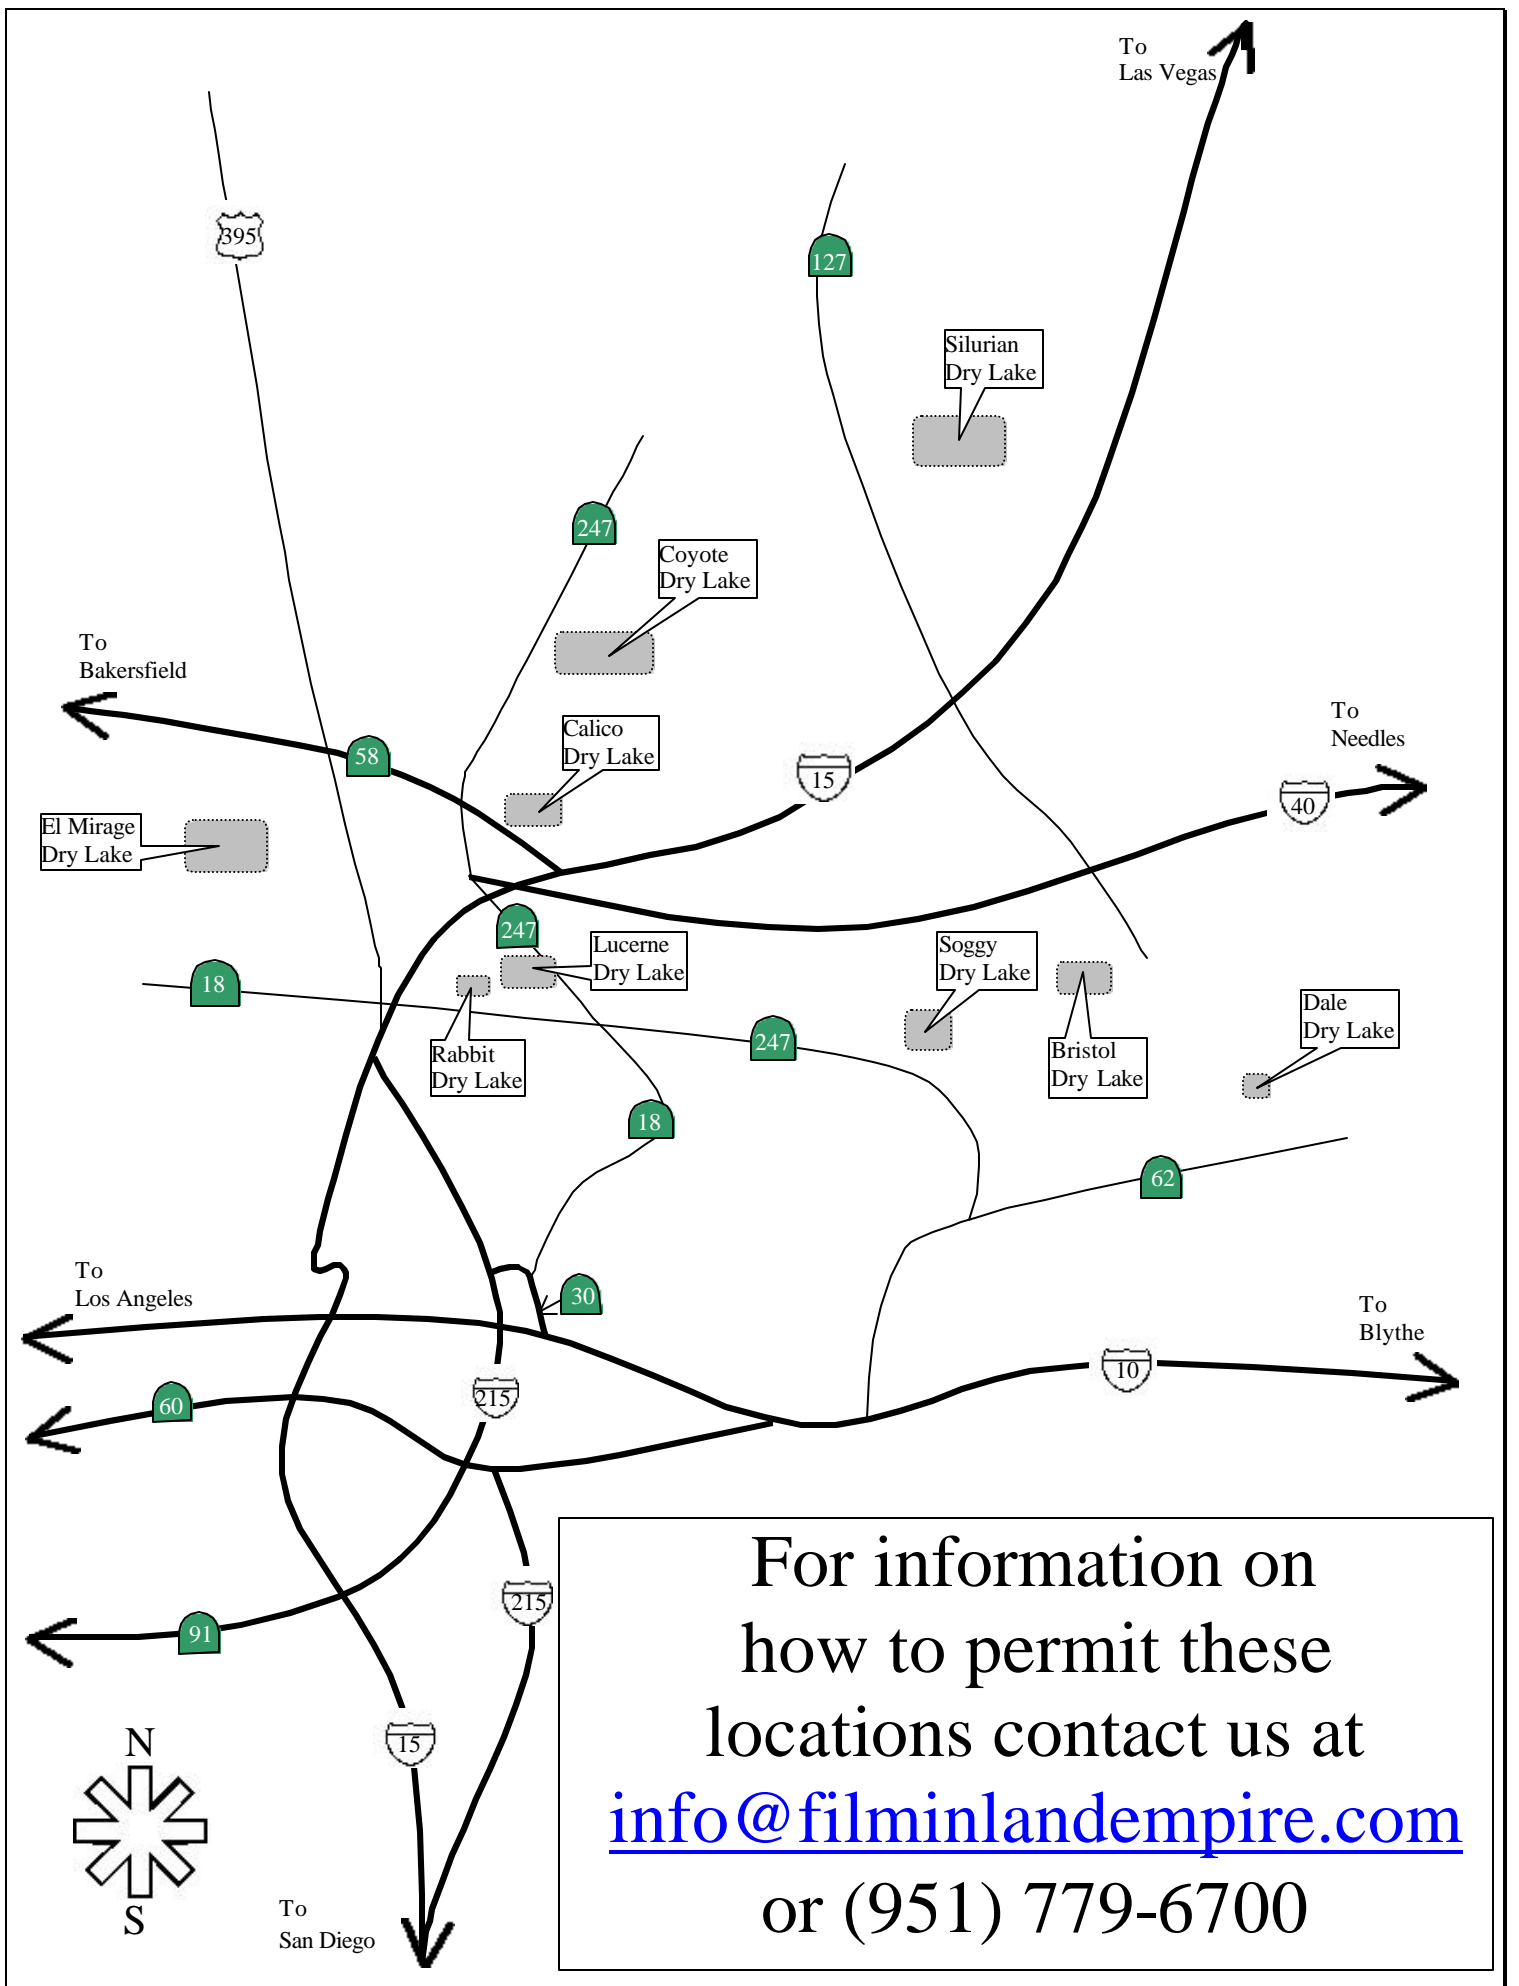 To
Las Vegas
395
127
Silurian
Dry Lake
247
Coyote
Dry Lake
To
Bakersfield
Calico
Dry Lake
58
15
To
Needles
40
El Mirage
Dry Lake
247
Lucerne
Dry Lake
Soggy
Dry Lake
18
Dale
Dry Lake
247
Rabbit
Dry Lake
Bristol
Dry Lake
18
62
To
Los Angeles
30
To
Blythe
10
60
215
For information on
how to permit these
locations contact us at
info@filminlandempire.com
or (951) 779-6700
215
91
15
N
S
To
San Diego